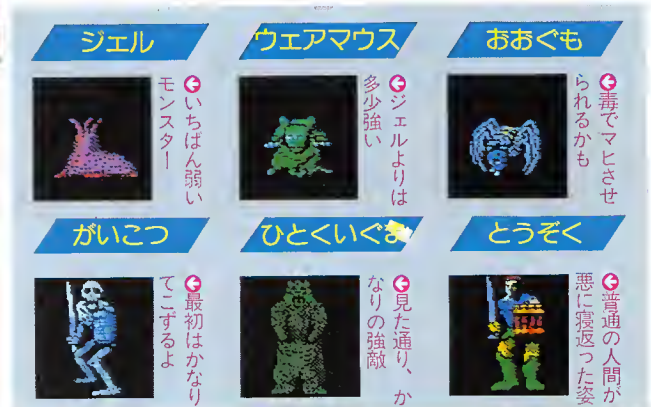 ジェル
ウェアマウス
おおぐも
いちばん弱い
モンスター
ジェルよりは
多少強い
毒でマヒさせ
られるかも
がいこつ
ひとくいぐま
とうぞく
最初はかなり
てこずるよ
見た通り、か
なりの強敵
普通の人間が
悪に寝返った姿